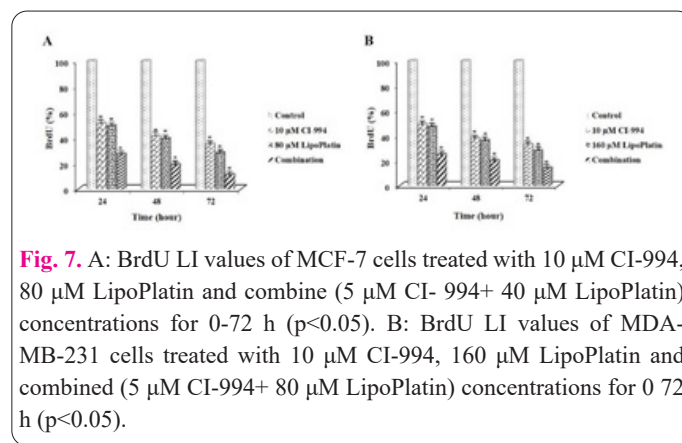 A
B
100
80
60
40
20
0
BrdU (%)
24
48
72
Time (hour)
Control
10 µM CI-994
80 µM LipoPlatin
Combination
100
80
60
40
20
0
BrdU (%)
24
48
72
Time (hour)
Control
10 µM CI-994
160 µM LipoPlatin
Combination
Fig. 7. A: BrdU LI values of MCF-7 cells treated with 10 µM CI-994,
80 µM LipoPlatin and combine (5 µM CI- 994+ 40 µM LipoPlatin)
concentrations for 0-72 h (p<0.05). B: BrdU LI values of MDA-
MB-231 cells treated with 10 µM CI-994, 160 µM LipoPlatin and
combined (5 µM CI-994+ 80 µM LipoPlatin) concentrations for 0 72
h (p<0.05).